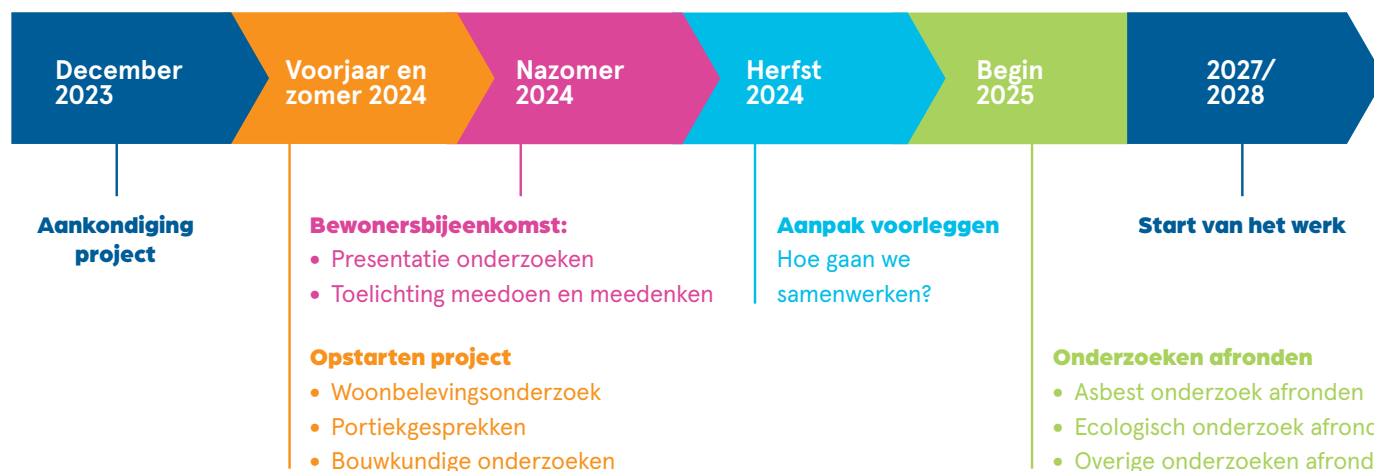 December
2023
Voorjaar en
zomer 2024
Nazomer
2024
Herfst
2024
Begin
2025
2027/
2028
Aankondiging
project
Bewonersbijeenkomst:
• Presentatie onderzoeken
• Toelichting meedoen en meedenken
Aanpak voorleggen
Hoe gaan we
samenwerken?
Start van het werk
Opstarten project
• Woonbelevingsonderzoek
• Portiekgesprekken
• Bouwkundige onderzoeken
Onderzoeken afronden
• Asbest onderzoek afronden
• Ecologisch onderzoek afrond
• Overige onderzoeken afrond